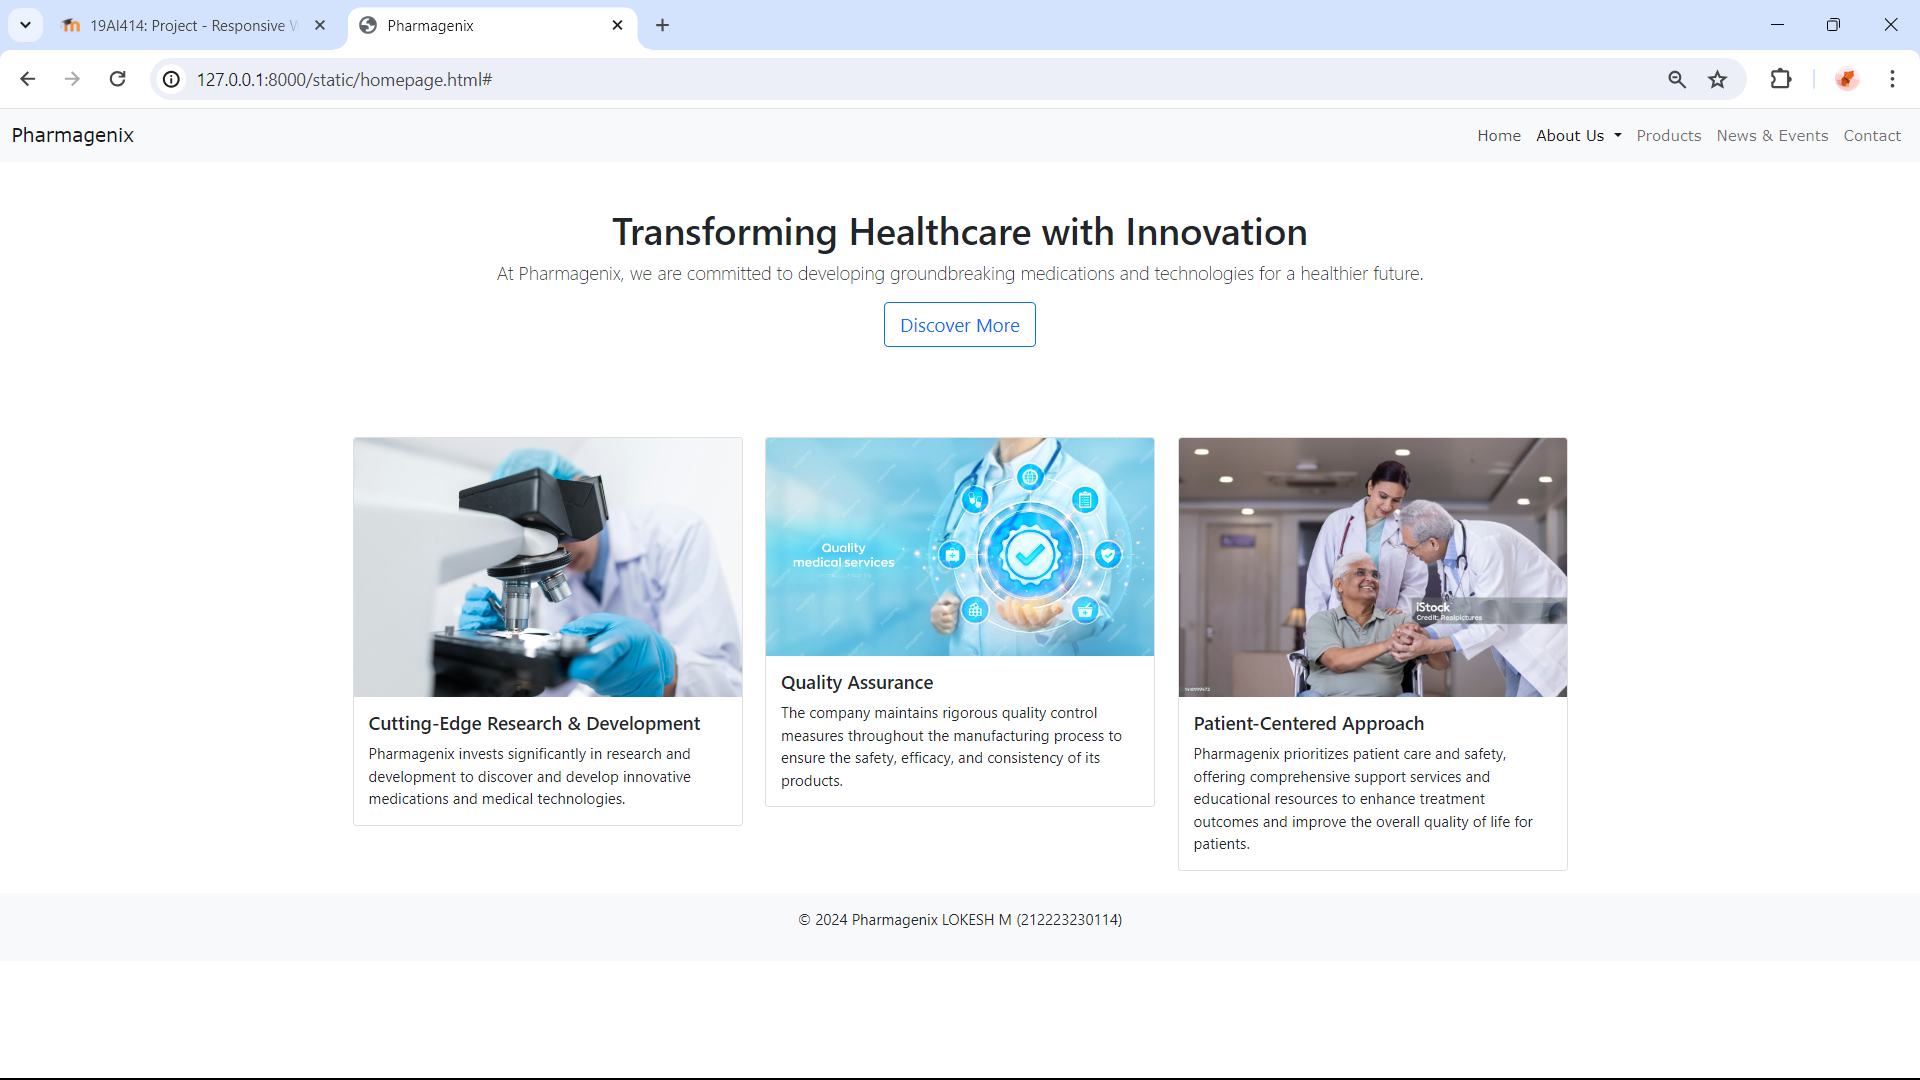 19AI414: Project - Responsive W
Pharmagenix
127.0.0.1:8000/static/homepage.html#
Pharmagenix
Home
About Us
Products
News & Events
Contact
Transforming Healthcare with Innovation
At Pharmagenix, we are committed to developing groundbreaking medications and technologies for a healthier future.
Discover More
Quality
medical services
iStock
Credit: Realpictures
Cutting-Edge Research & Development
Pharmagenix invests significantly in research and
development to discover and develop innovative
medications and medical technologies.
Quality Assurance
The company maintains rigorous quality control
measures throughout the manufacturing process to
ensure the safety, efficacy, and consistency of its
products.
Patient-Centered Approach
Pharmagenix prioritizes patient care and safety,
offering comprehensive support services and
educational resources to enhance treatment
outcomes and improve the overall quality of life for
patients.
© 2024 Pharmagenix LOKESH M (212223230114)